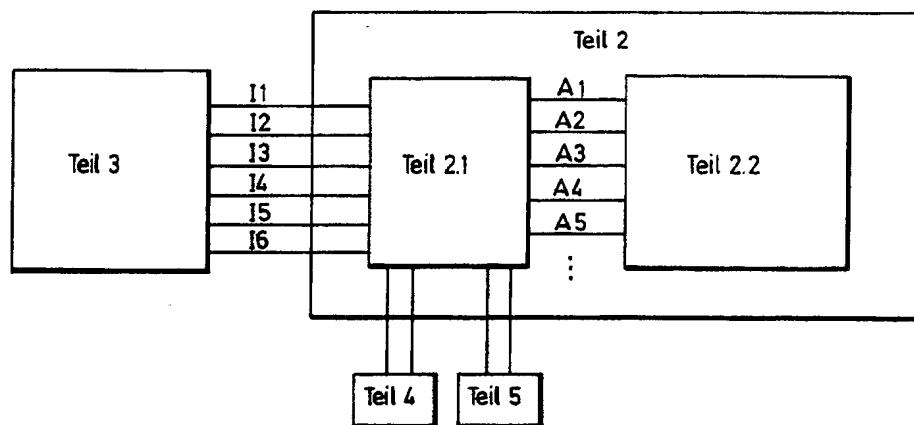 Teil 2
Teil 3
I1
I2
I3
I4
I5
I6
Teil 2.1
A1
A2
A3
A4
A5
⋮
Teil 2.2
Teil 4
Teil 5